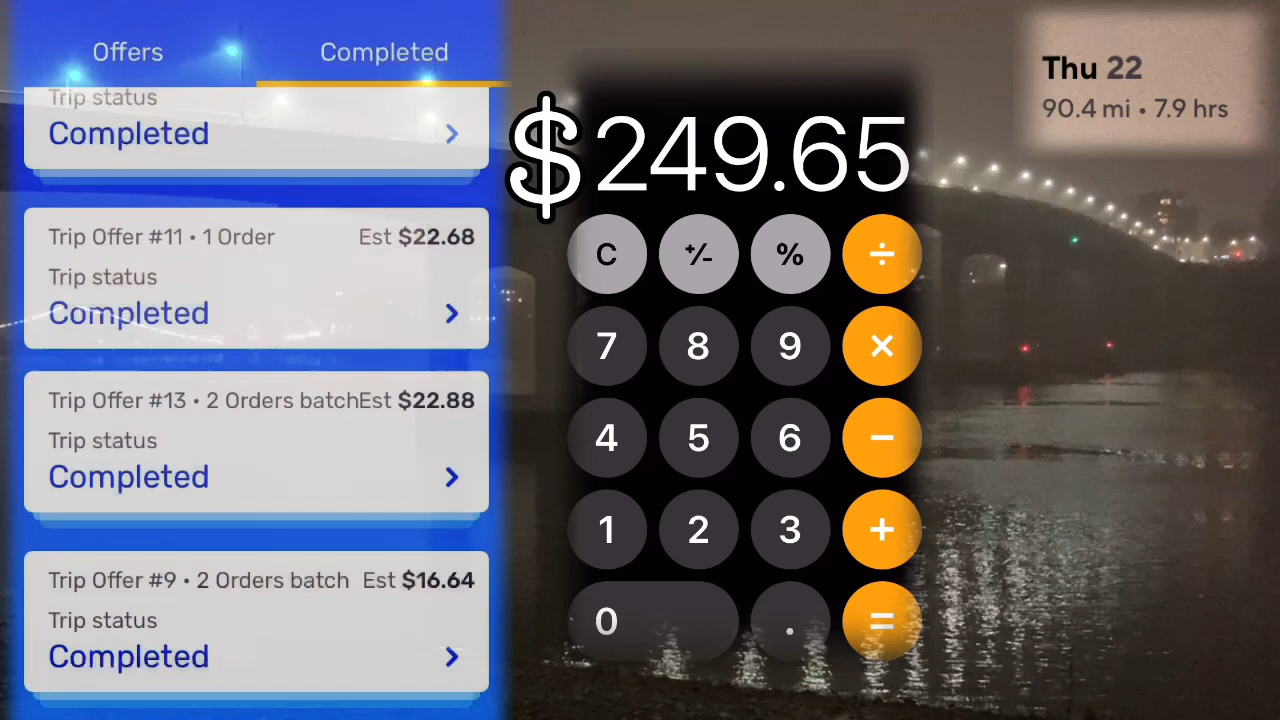 Offers Completed
Trip status
Completed
Trip Offer #11 • 1 Order Est $22.68
Trip status
Completed
Trip Offer #13 • 2 Orders batchEst $22.88
Trip status
Completed
Trip Offer #9 • 2 Orders batch Est $16.64
Trip status
Completed
$249.65
C +/- % ÷
7 8 9 ×
4 5 6 −
1 2 3 +
0 . =
Thu 22
90.4 mi • 7.9 hrs